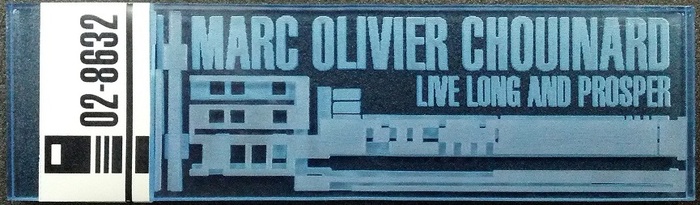 MARC OLIVIER CHOUINARD
LIVE LONG AND PROSPER
02-8632